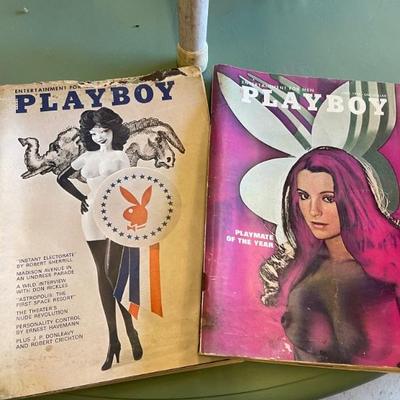 ENTERTAINMENT FOR
PLAYBOY
"INSTANT ELECTORATE"
BY ROBERT SHERRILL
MADISON AVENUE IN
AN UNDRESS PARADE
A WILD INTERVIEW
WITH DON RICKLES
"ASTROPOLIS: THE
FIRST SPACE RESORT"
THE THEATER'S
NUDE REVOLUTION
PERSONALITY CONTROL
BY ERNEST HAVEMANN
PLUS J. P. DONLEAVY
AND ROBERT CRICHTON
ENTERTAINMENT FOR MEN
PLAYBOY
PLAYMATE
OF THE YEAR